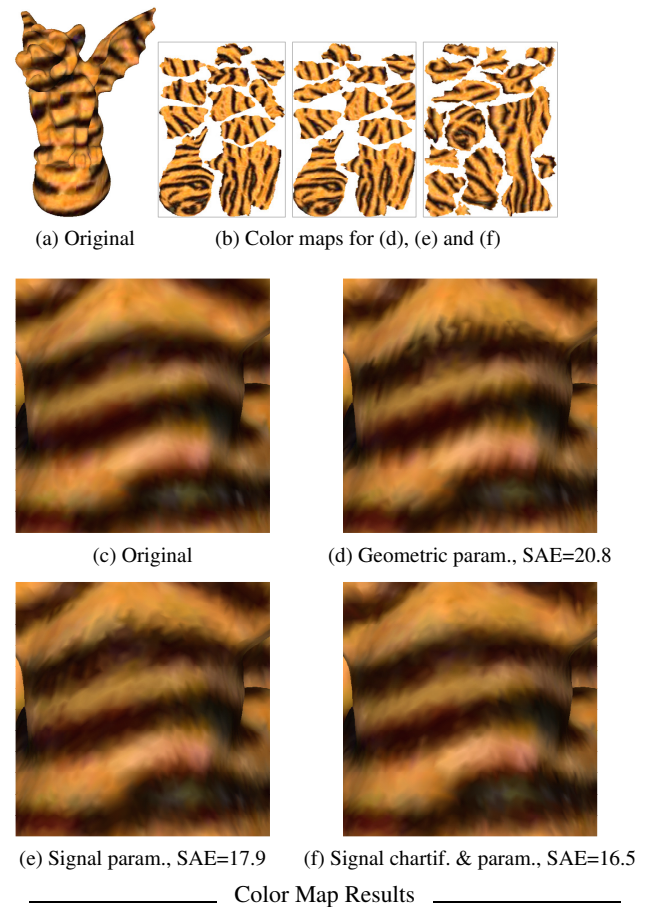 (a) Original
(b) Color maps for (d), (e) and (f)
(c) Original
(d) Geometric param., SAE=20.8
(e) Signal param., SAE=17.9
(f) Signal chartif. & param., SAE=16.5
Color Map Results